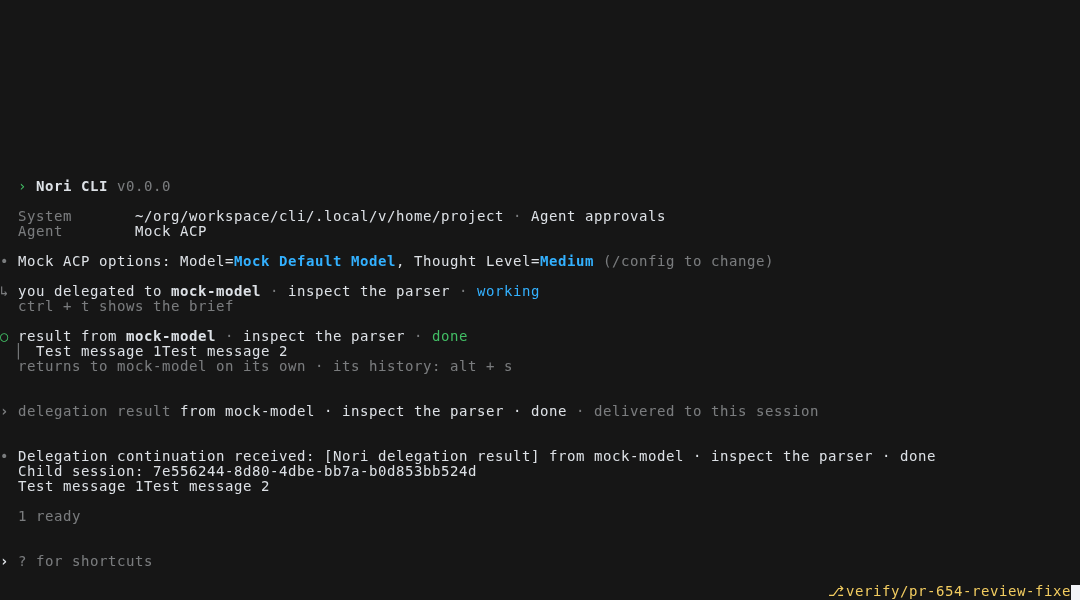 › Nori CLI v0.0.0
System ~/org/workspace/cli/.local/v/home/project · Agent approvals
Agent Mock ACP
• Mock ACP options: Model=Mock Default Model, Thought Level=Medium (/config to change)
↳ you delegated to mock-model · inspect the parser · working
ctrl + t shows the brief
○ result from mock-model · inspect the parser · done
│ Test message 1Test message 2
returns to mock-model on its own · its history: alt + s
› delegation result from mock-model · inspect the parser · done · delivered to this session
• Delegation continuation received: [Nori delegation result] from mock-model · inspect the parser · done
Child session: 7e556244-8d80-4dbe-bb7a-b0d853bb524d
Test message 1Test message 2
1 ready
› ? for shortcuts
⎇verify/pr-654-review-fixe